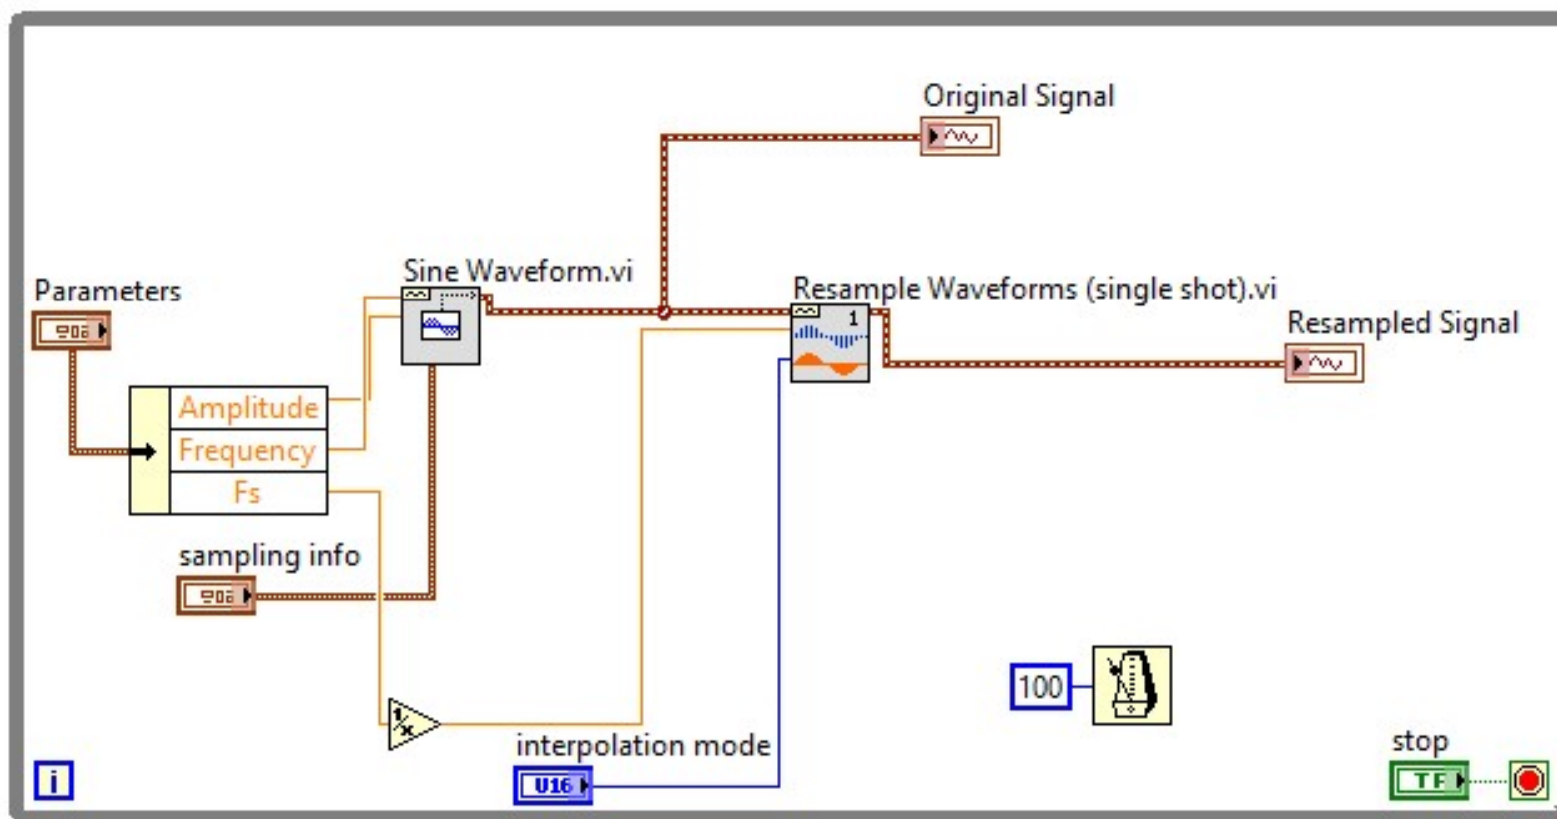 Original Signal
Sine Waveform.vi
Parameters
Resample Waveforms (single shot).vi
1
Resampled Signal
Amplitude
Frequency
Fs
sampling info
100
1/x
interpolation mode
stop
i
U16
TF